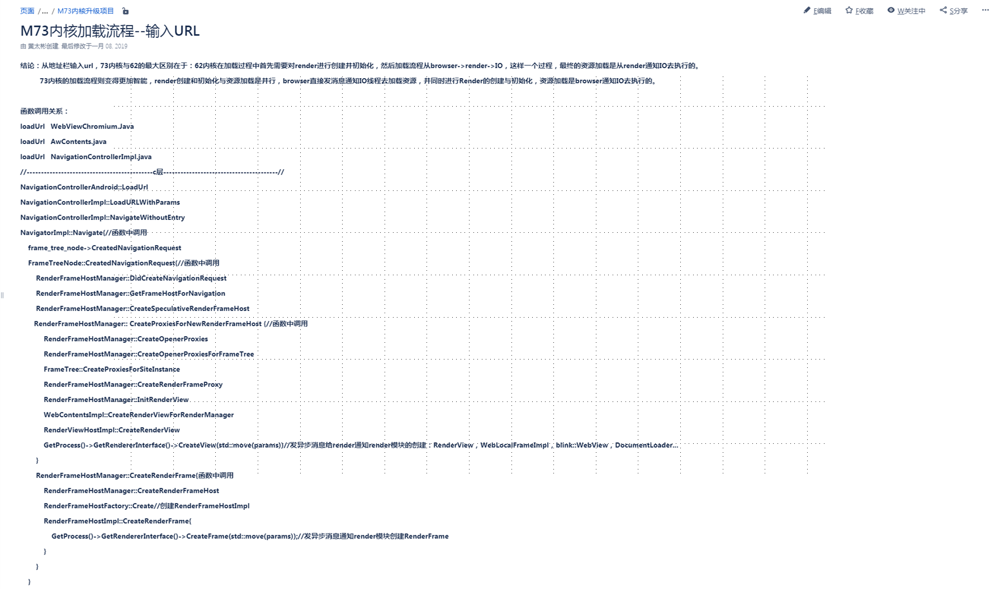 页面 /... / M73内核升级项目
E编辑 F收藏 W关注中 S分享 ...
M73内核加载流程--输入URL
由 黄太彬创建, 最后修改于一月 08, 2019
结论：从地址栏输入url，73内核与62的最大区别在于：62内核在加载过程中首先需要对render进行创建并初始化，然后加载流程从browser->render->IO，这样一个过程，最终的资源加载是从render通知IO去执行的。
73内核的加载流程则变得更加智能，render创建和初始化与资源加载是并行，browser直接发消息通知IO线程去加载资源，并同时进行Render的创建与初始化，资源加载是browser通知IO去执行的。
函数调用关系：
loadUrl WebViewChromium.Java
loadUrl AwContents.java
loadUrl NavigationControllerImpl.java
//--------------------------------------------c层----------------------------------------//
NavigationControllerAndroid::LoadUrl
NavigationControllerImpl::LoadURLWithParams
NavigationControllerImpl::NavigateWithoutEntry
NavigatorImpl::Navigate{//函数中调用
frame_tree_node->CreatedNavigationRequest
FrameTreeNode::CreatedNavigationRequest{//函数中调用
RenderFrameHostManager::DidCreateNavigationRequest
RenderFrameHostManager::GetFrameHostForNavigation
RenderFrameHostManager::CreateSpeculativeRenderFrameHost
RenderFrameHostManager:: CreateProxiesForNewRenderFrameHost {//函数中调用
RenderFrameHostManager::CreateOpenerProxies
RenderFrameHostManager::CreateOpenerProxiesForFrameTree
FrameTree::CreateProxiesForSiteInstance
RenderFrameHostManager::CreateRenderFrameProxy
RenderFrameHostManager::InitRenderView
WebContentsImpl::CreateRenderViewForRenderManager
RenderViewHostImpl::CreateRenderView
GetProcess()->GetRendererInterface()->CreateView(std::move(params))//发异步消息给render通知render模块的创建：RenderView，WebLocalFrameImpl，blink::WebView，DocumentLoader...
}
RenderFrameHostManager::CreateRenderFrame{函数中调用
RenderFrameHostManager::CreateRenderFrameHost
RenderFrameHostFactory::Create//创建RenderFrameHostImpl
RenderFrameHostImpl::CreateRenderFrame{
GetProcess()->GetRendererInterface()->CreateFrame(std::move(params));//发异步消息通知render模块创建RenderFrame
}
}
}